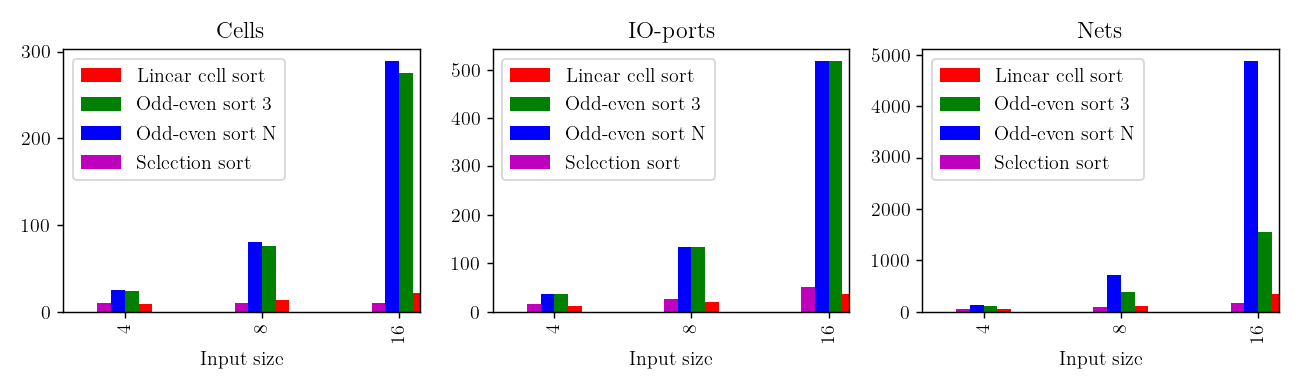 Cells
300
200
100
0
Linear cell sort
Odd-even sort 3
Odd-even sort N
Selection sort
4
8
16
Input size
IO-ports
500
400
300
200
100
0
Linear cell sort
Odd-even sort 3
Odd-even sort N
Selection sort
4
8
16
Input size
Nets
5000
4000
3000
2000
1000
0
Linear cell sort
Odd-even sort 3
Odd-even sort N
Selection sort
4
8
16
Input size